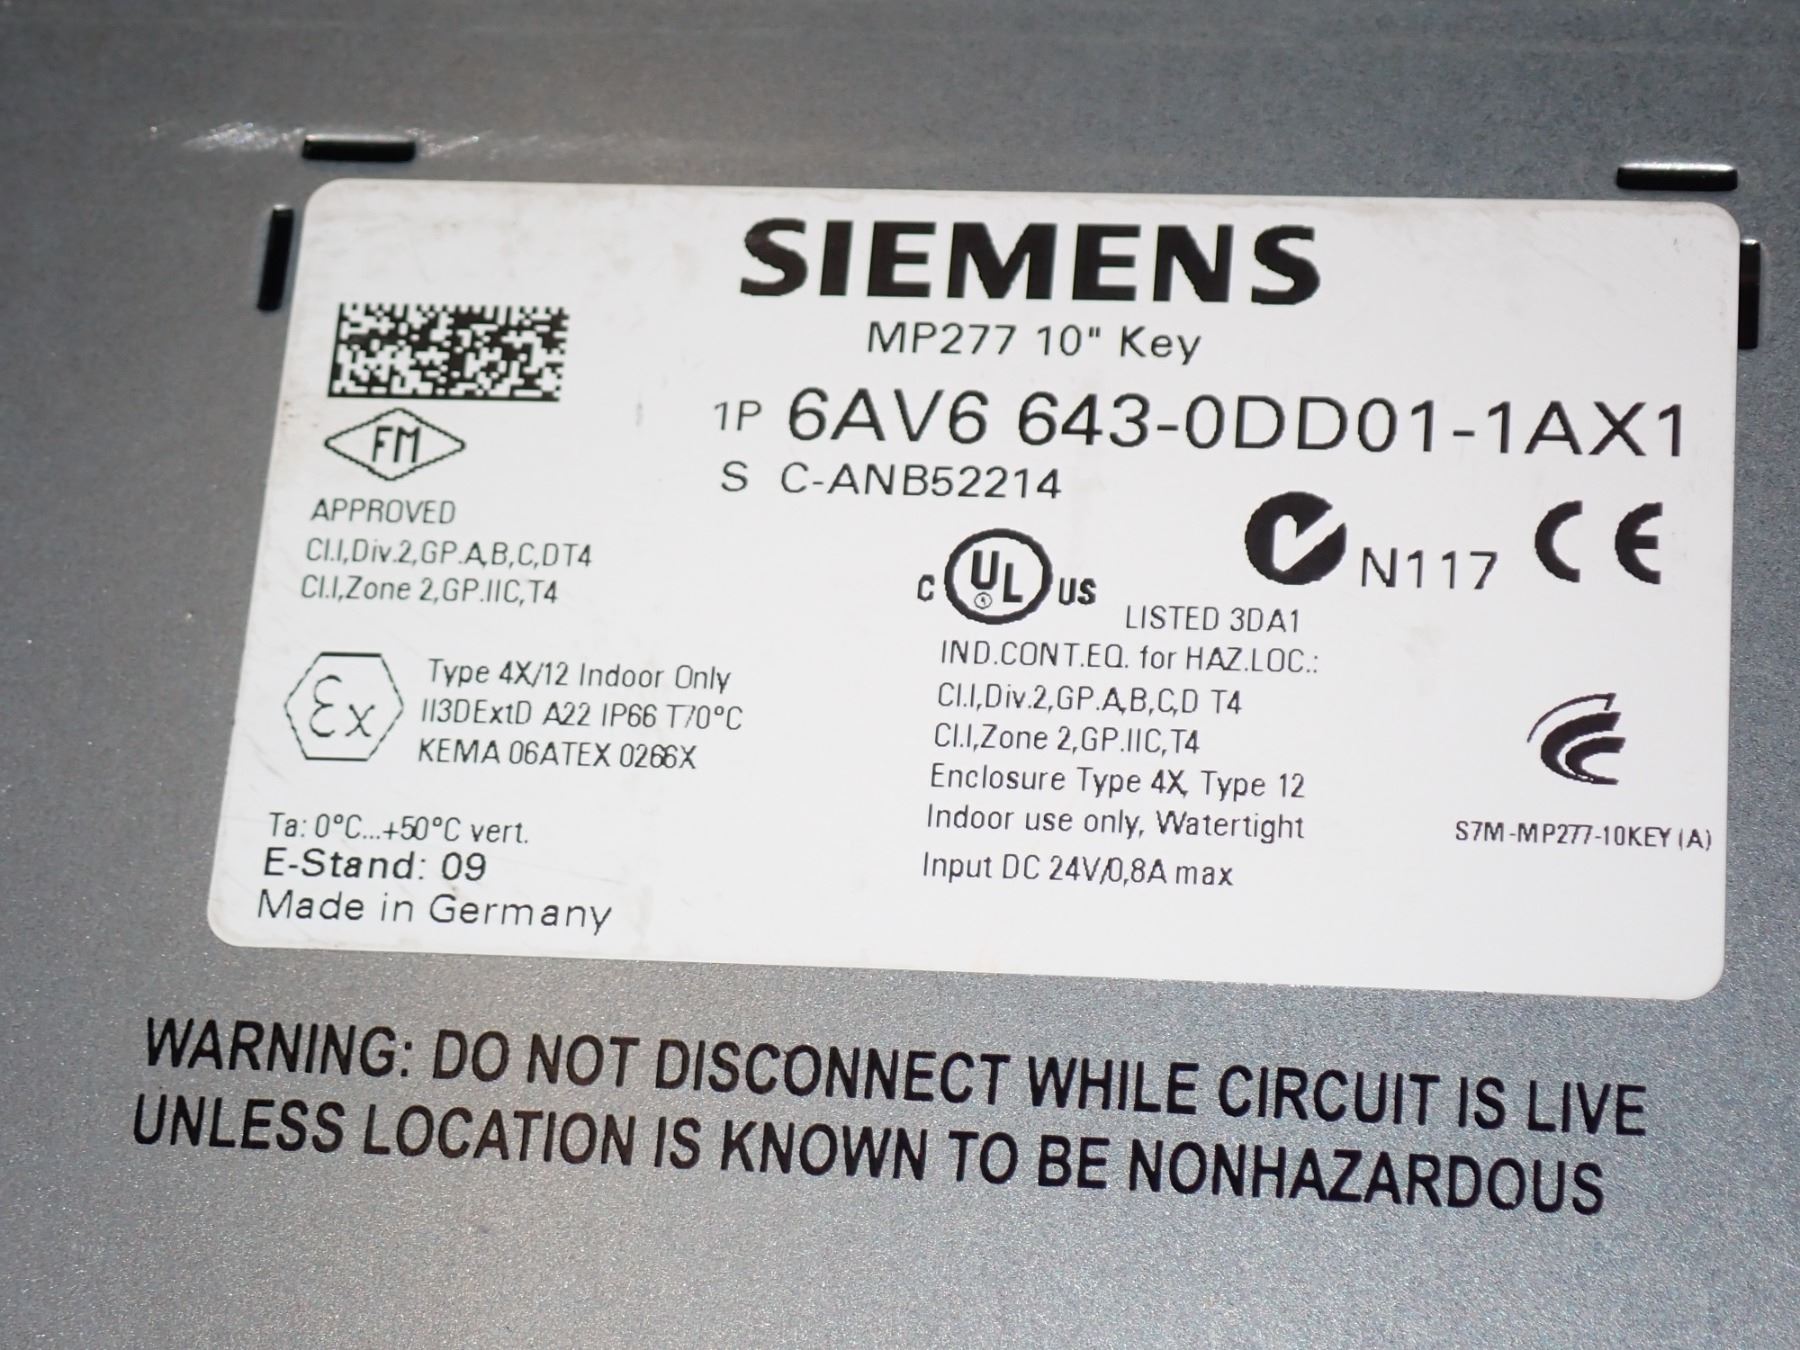 SIEMENS
MP277 10" Key
1P 6AV6 643-0DD01-1AX1
S C-ANB52214
FM
APPROVED
Cl.I,Div.2,GP.A,B,C,DT4
Cl.I,Zone 2,GP.IIC,T4
Ex
Type 4X/12 Indoor Only
II3DExtD A22 IP66 T70°C
KEMA 06ATEX 0266X
Ta: 0°C...+50°C vert.
E-Stand: 09
Made in Germany
C UL US
LISTED 3DA1
IND.CONT.EQ. for HAZ.LOC.:
Cl.I,Div.2,GP.A,B,C,D T4
Cl.I,Zone 2,GP.IIC,T4
Enclosure Type 4X, Type 12
Indoor use only, Watertight
Input DC 24V/0,8A max
N117 CE
S7M-MP277-10KEY (A)
WARNING: DO NOT DISCONNECT WHILE CIRCUIT IS LIVE
UNLESS LOCATION IS KNOWN TO BE NONHAZARDOUS